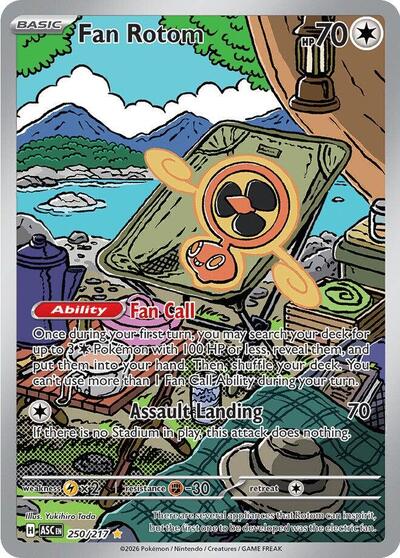 BASIC
Fan Rotom
HP 70
Ability Fan Call
Once during your first turn, you may search your deck for
up to 3 Pokémon with 100 HP or less, reveal them, and
put them into your hand. Then, shuffle your deck. You
can't use more than 1 Fan Call Ability during your turn.
Assault Landing 70
If there is no Stadium in play, this attack does nothing.
weakness ×2 resistance -30 retreat
Illus. Yukihiro Tada
H ASC EN 250/217
There are several appliances that Rotom can inspirit,
but the first one to be developed was the electric fan.
©2026 Pokémon / Nintendo / Creatures / GAME FREAK